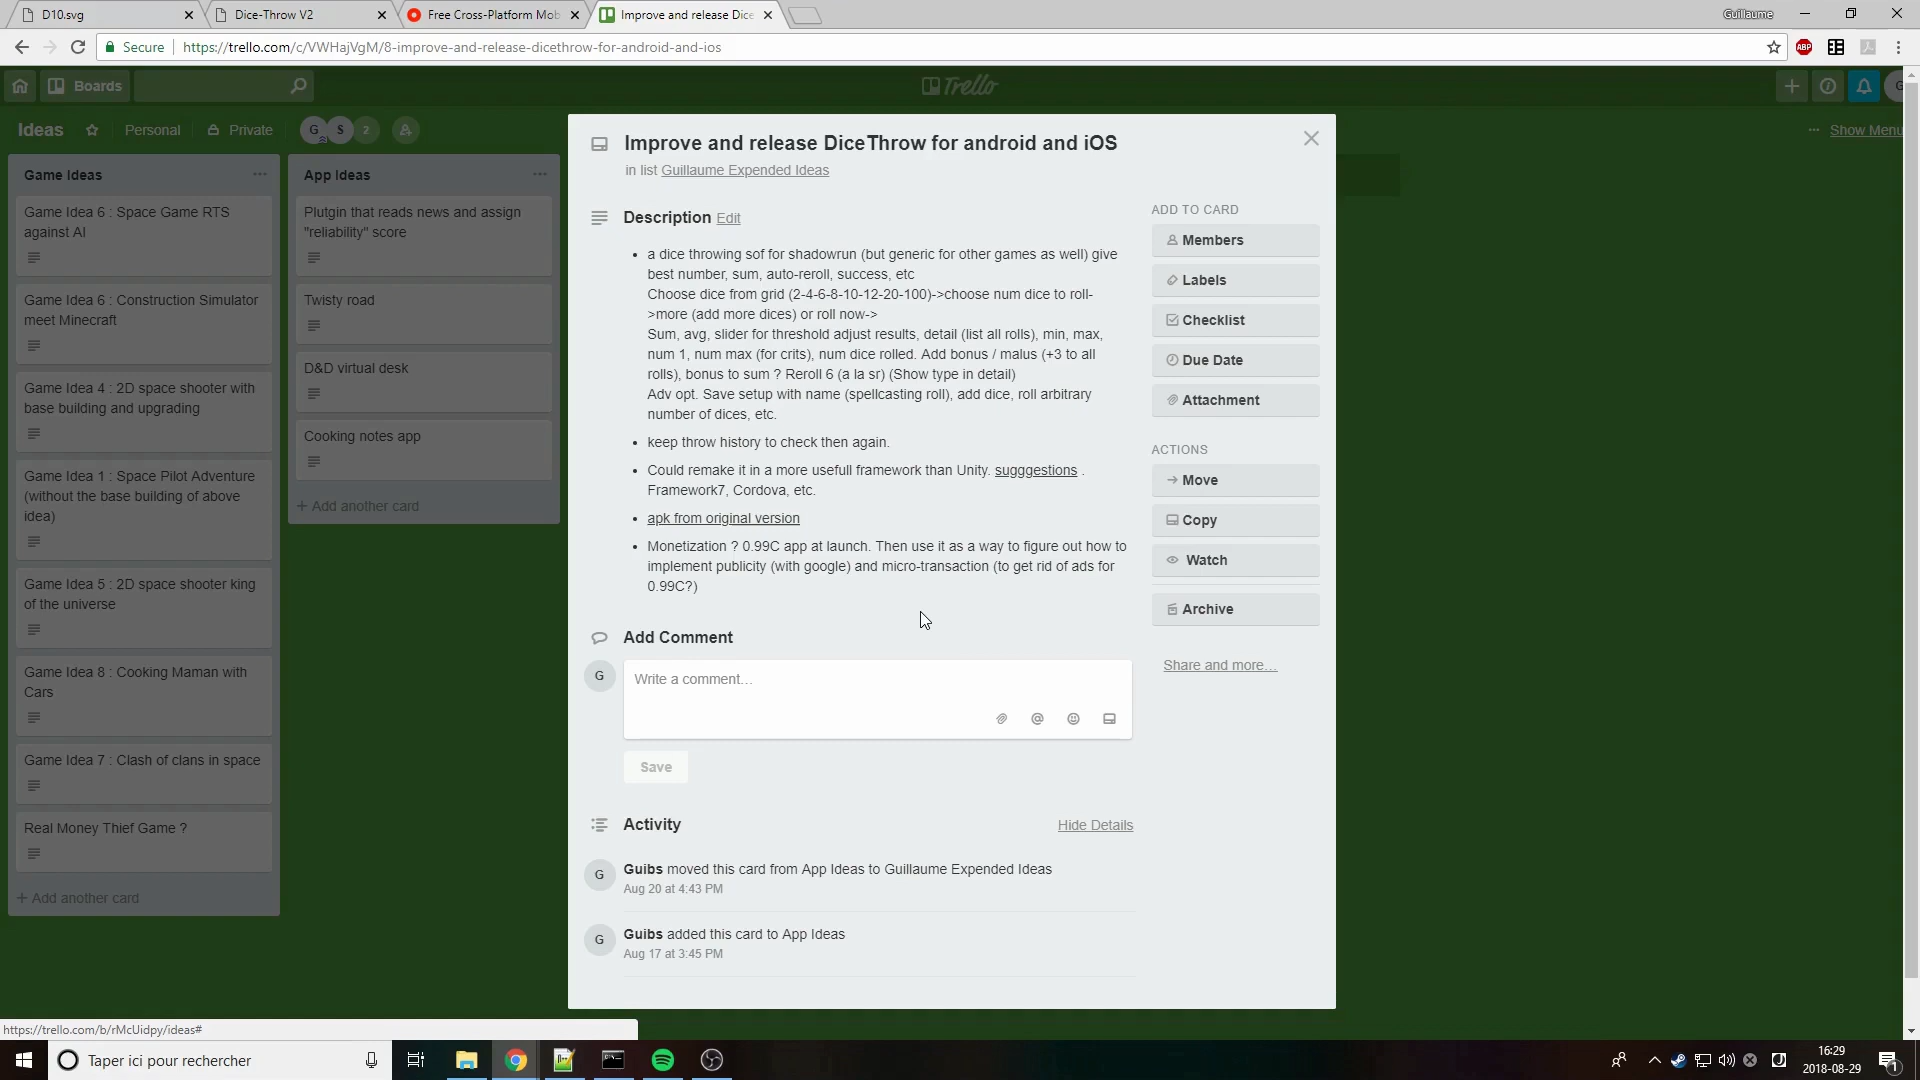 D10.svg
Dice-Throw V2
Free Cross-Platform Mob
Improve and release Dice
Guillaume
Secure
https://trello.com/c/VWHajVgM/8-improve-and-release-dicethrow-for-android-and-ios
ABP
Boards
Trello
Ideas
Personal
Private
G
S
2
Show Menu
Game Ideas
Game Idea 6 : Space Game RTS
against AI
Game Idea 6 : Construction Simulator
meet Minecraft
Game Idea 4 : 2D space shooter with
base building and upgrading
Game Idea 1 : Space Pilot Adventure
(without the base building of above
idea)
Game Idea 5 : 2D space shooter king
of the universe
Game Idea 8 : Cooking Maman with
Cars
Game Idea 7 : Clash of clans in space
Real Money Thief Game ?
+ Add another card
App Ideas
Plutgin that reads news and assign
"reliability" score
Twisty road
D&D virtual desk
Cooking notes app
+ Add another card
Improve and release DiceThrow for android and iOS
in list Guillaume Expended Ideas
Description Edit
• a dice throwing sof for shadowrun (but generic for other games as well) give
best number, sum, auto-reroll, success, etc
Choose dice from grid (2-4-6-8-10-12-20-100)->choose num dice to roll-
>more (add more dices) or roll now->
Sum, avg, slider for threshold adjust results, detail (list all rolls), min, max,
num 1, num max (for crits), num dice rolled. Add bonus / malus (+3 to all
rolls), bonus to sum ? Reroll 6 (a la sr) (Show type in detail)
Adv opt. Save setup with name (spellcasting roll), add dice, roll arbitrary
number of dices, etc.
• keep throw history to check then again.
• Could remake it in a more usefull framework than Unity. sugggestions .
Framework7, Cordova, etc.
• apk from original version
• Monetization ? 0.99C app at launch. Then use it as a way to figure out how to
implement publicity (with google) and micro-transaction (to get rid of ads for
0.99C?)
Add Comment
G
Write a comment…
Save
Activity
Hide Details
G
Guibs moved this card from App Ideas to Guillaume Expended Ideas
Aug 20 at 4:43 PM
G
Guibs added this card to App Ideas
Aug 17 at 3:45 PM
ADD TO CARD
Members
Labels
Checklist
Due Date
Attachment
ACTIONS
Move
Copy
Watch
Archive
Share and more…
https://trello.com/b/rMcUidpy/ideas#
Taper ici pour rechercher
16:29
2018-08-29
1